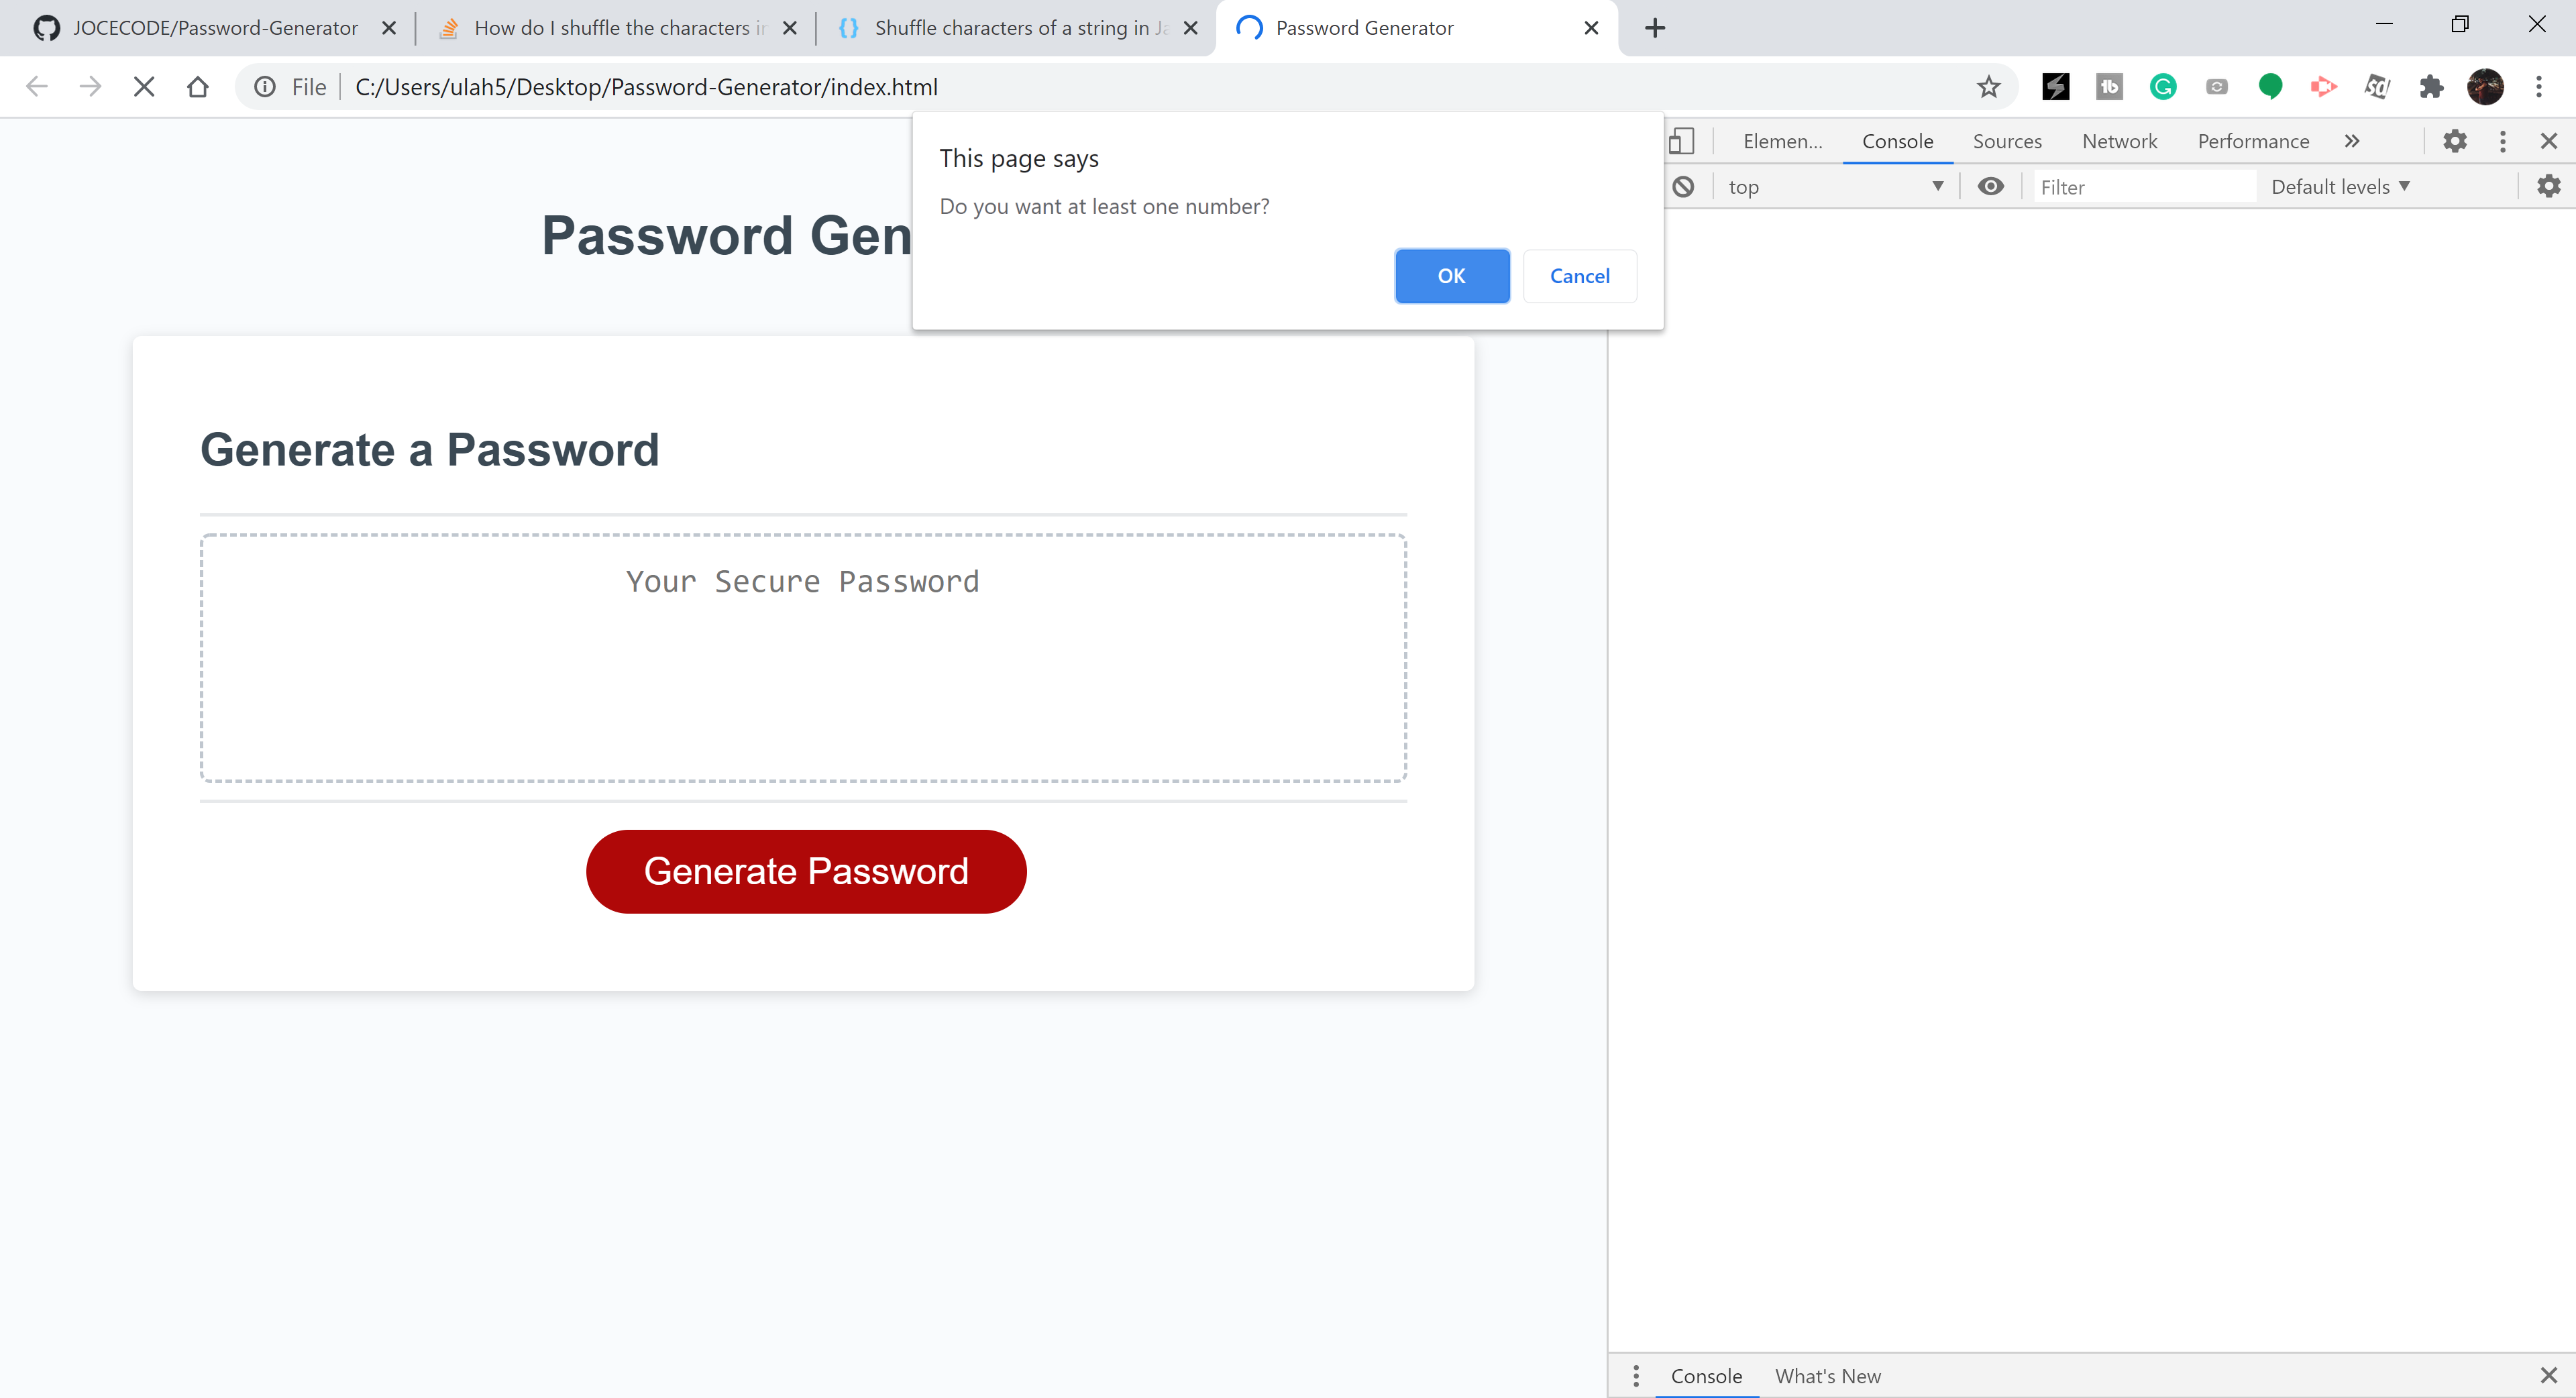 JOCECODE/Password-Generator
How do I shuffle the characters in
Shuffle characters of a string in Ja
Password Generator
File
C:/Users/ulah5/Desktop/Password-Generator/index.html
This page says
Do you want at least one number?
OK
Cancel
Elemen...
Console
Sources
Network
Performance
top
Filter
Default levels
Password Gen
Generate a Password
Your Secure Password
Generate Password
Console
What's New